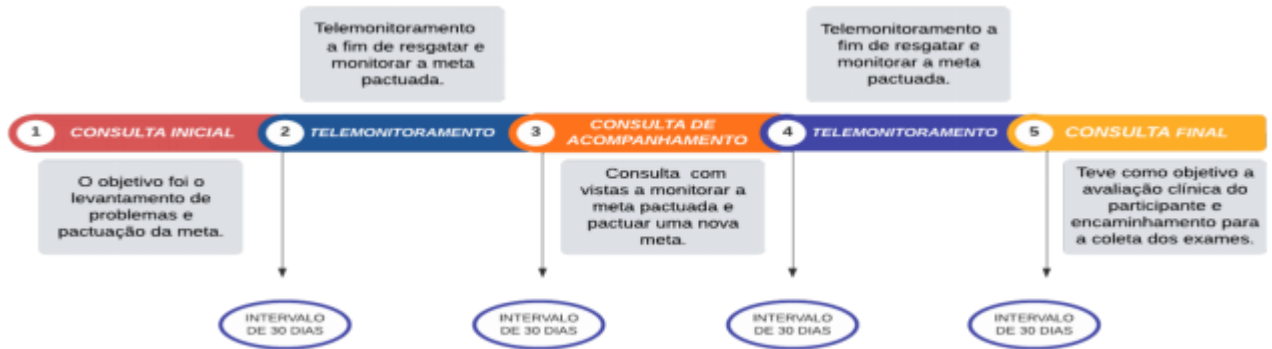 Telemonitoramento
a fim de resgatar e
monitorar a meta
pactuada.
Telemonitoramento a
fim de resgatar e
monitorar a meta
pactuada.
1 CONSULTA INICIAL
2 TELEMONITORAMENTO
3 CONSULTA DE
ACOMPANHAMENTO
4 TELEMONITORAMENTO
5 CONSULTA FINAL
O objetivo foi o
levantamento de
problemas e
pactuação da meta.
Consulta com
vistas a monitorar a
meta pactuada e
pactuar uma nova
meta.
Teve como objetivo a
avaliação clínica do
participante e
encaminhamento para
a coleta dos exames.
INTERVALO
DE 30 DIAS
INTERVALO
DE 30 DIAS
INTERVALO
DE 30 DIAS
INTERVALO
DE 30 DIAS